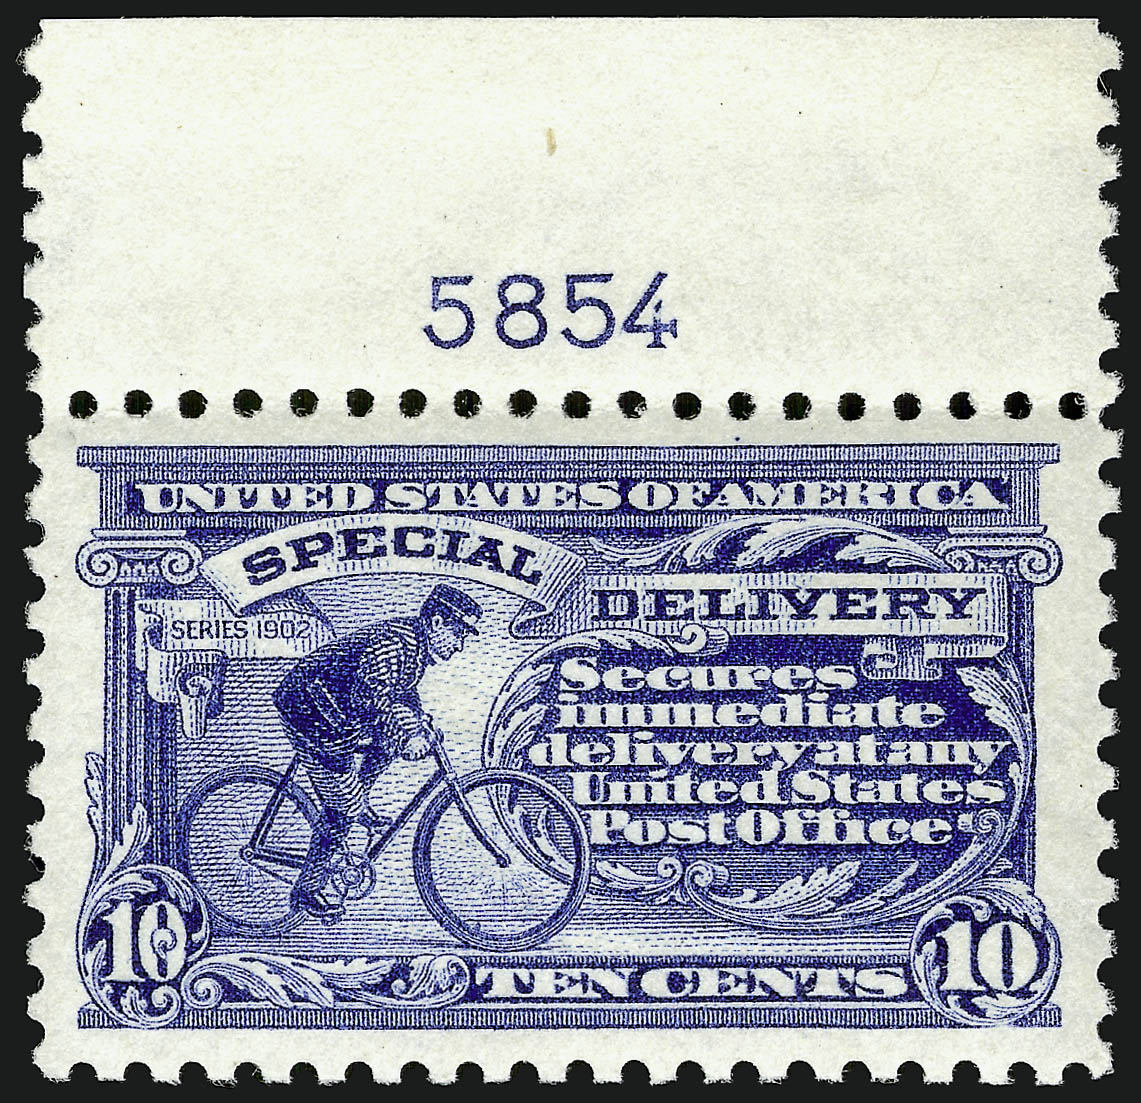 5854
UNITED STATES OF AMERICA
SPECIAL
DELIVERY
SERIES 1902
Secures
immediate
delivery at any
United States
Post Office
10
TEN CENTS
10